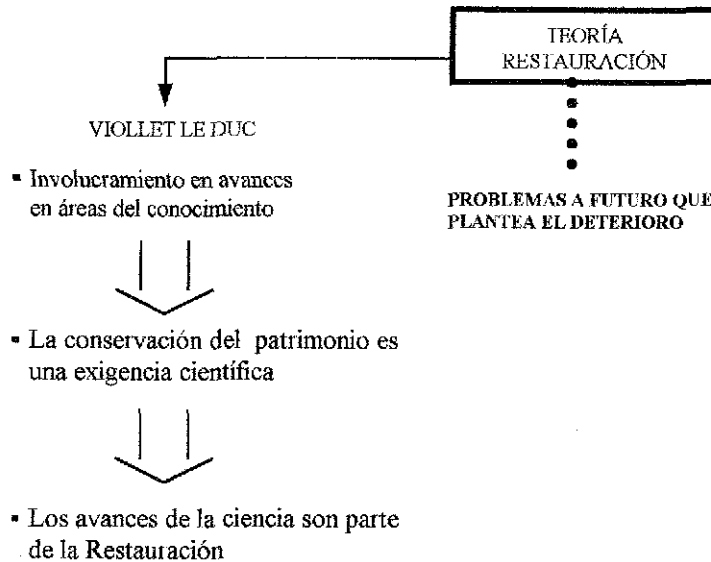 TEORÍA
RESTAURACIÓN
VIOLLET LE DUC
▪ Involucramiento en avances
en áreas del conocimiento
PROBLEMAS A FUTURO QUE
PLANTEA EL DETERIORO
▪ La conservación del patrimonio es
una exigencia científica
▪ Los avances de la ciencia son parte
de la Restauración